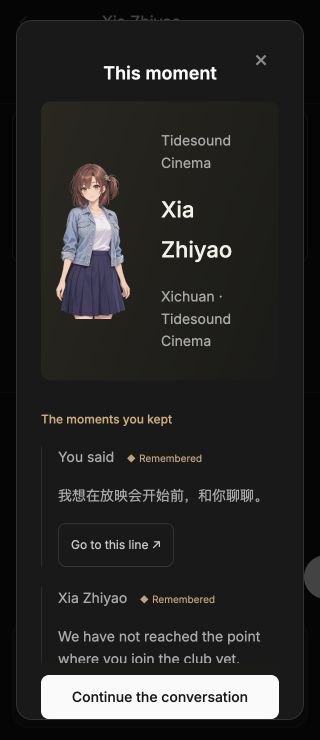 Xia Zhiyao
This moment
×
Tidesound
Cinema
Xia
Zhiyao
Xichuan ·
Tidesound
Cinema
The moments you kept
You said ◆ Remembered
我想在放映会开始前，和你聊聊。
Go to this line ↗
Xia Zhiyao ◆ Remembered
We have not reached the point
where you join the club yet.
Continue the conversation